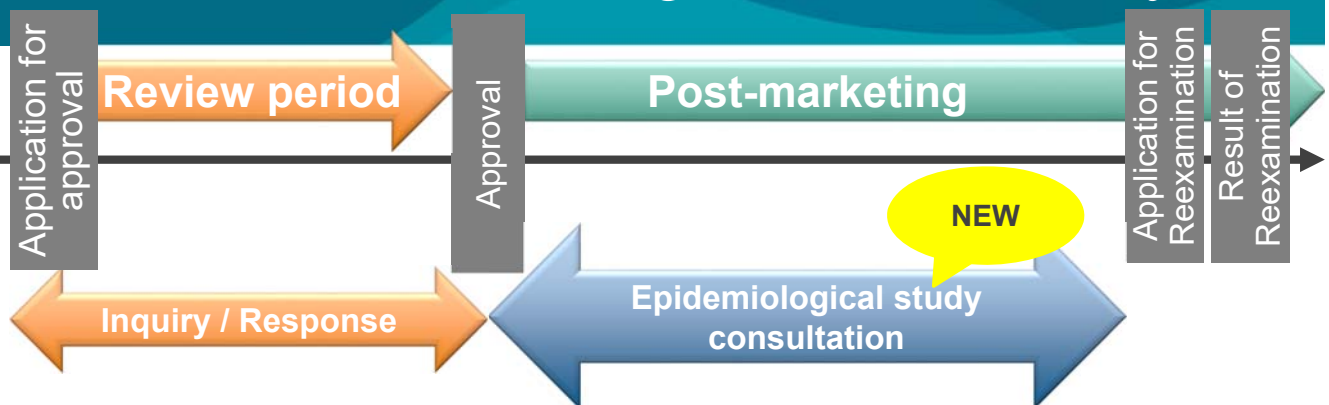 Application for
approval
Review period
Approval
Post-marketing
Application for
Reexamination
Result of
Reexamination
NEW
Inquiry / Response
Epidemiological study
consultation